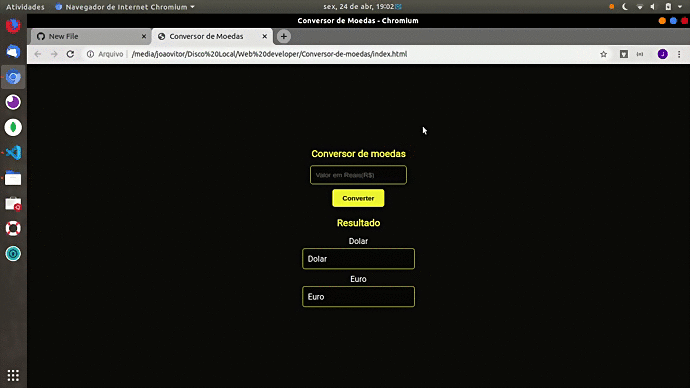 Atividades
Navegador de Internet Chromium
sex, 24 de abr, 19:02
Conversor de Moedas - Chromium
New File
Conversor de Moedas
Arquivo
/media/joaovitor/Disco%20Local/Web%20developer/Conversor-de-moedas/index.html
J
Conversor de moedas
Valor em Reais(R$)
Converter
Resultado
Dolar
Dolar
Euro
Euro